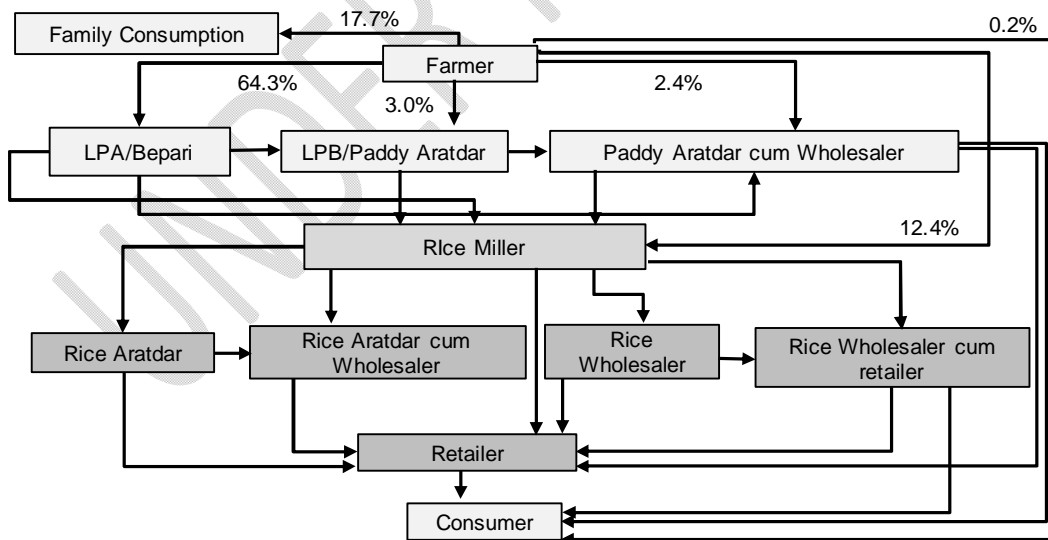 17.7%
0.2%
Family Consumption
Farmer
64.3%
3.0%
2.4%
LPA/Bepari
LPB/Paddy Aratdar
Paddy Aratdar cum Wholesaler
RIce Miller
12.4%
Rice Aratdar
Rice Aratdar cum
Wholesaler
Rice
Wholesaler
Rice Wholesaler cum
retailer
Retailer
Consumer
UNDER